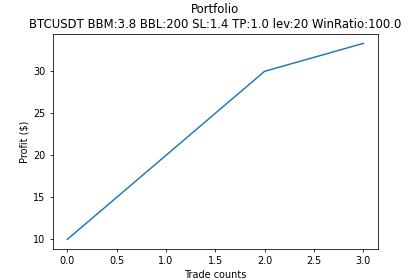 Portfolio
BTCUSDT BBM:3.8 BBL:200 SL:1.4 TP:1.0 lev:20 WinRatio:100.0
Profit ($)
30
25
20
15
10
0.0 0.5 1.0 1.5 2.0 2.5 3.0
Trade counts